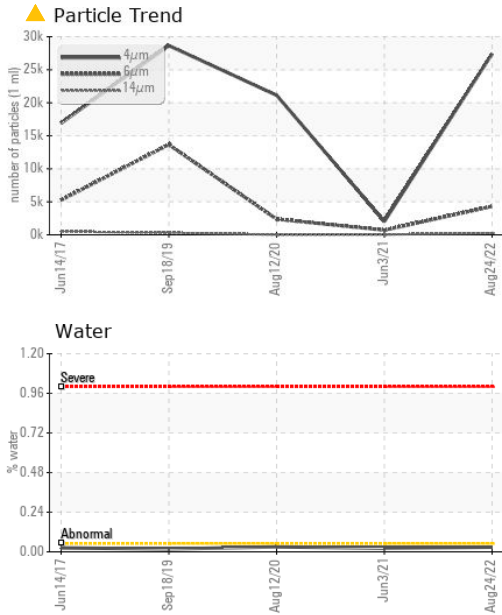 Particle Trend
30k
25k
20k
15k
10k
5k
0k
number of particles (1 ml)
4μm
6μm
14μm
Jun14/17
Sep18/19
Aug12/20
Jun3/21
Aug24/22
Water
1.20
0.96
0.72
0.48
0.24
0.00
% water
Severe
Abnormal
Jun14/17
Sep18/19
Aug12/20
Jun3/21
Aug24/22